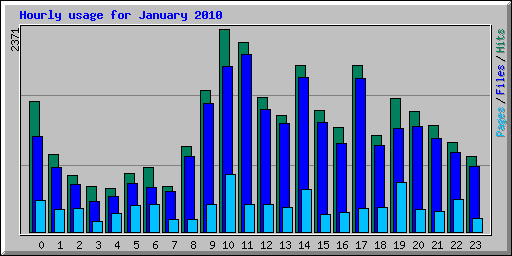 Hourly usage for January 2010
2371
Pages / Files / Hits
0 1 2 3 4 5 6 7 8 9 10 11 12 13 14 15 16 17 18 19 20 21 22 23